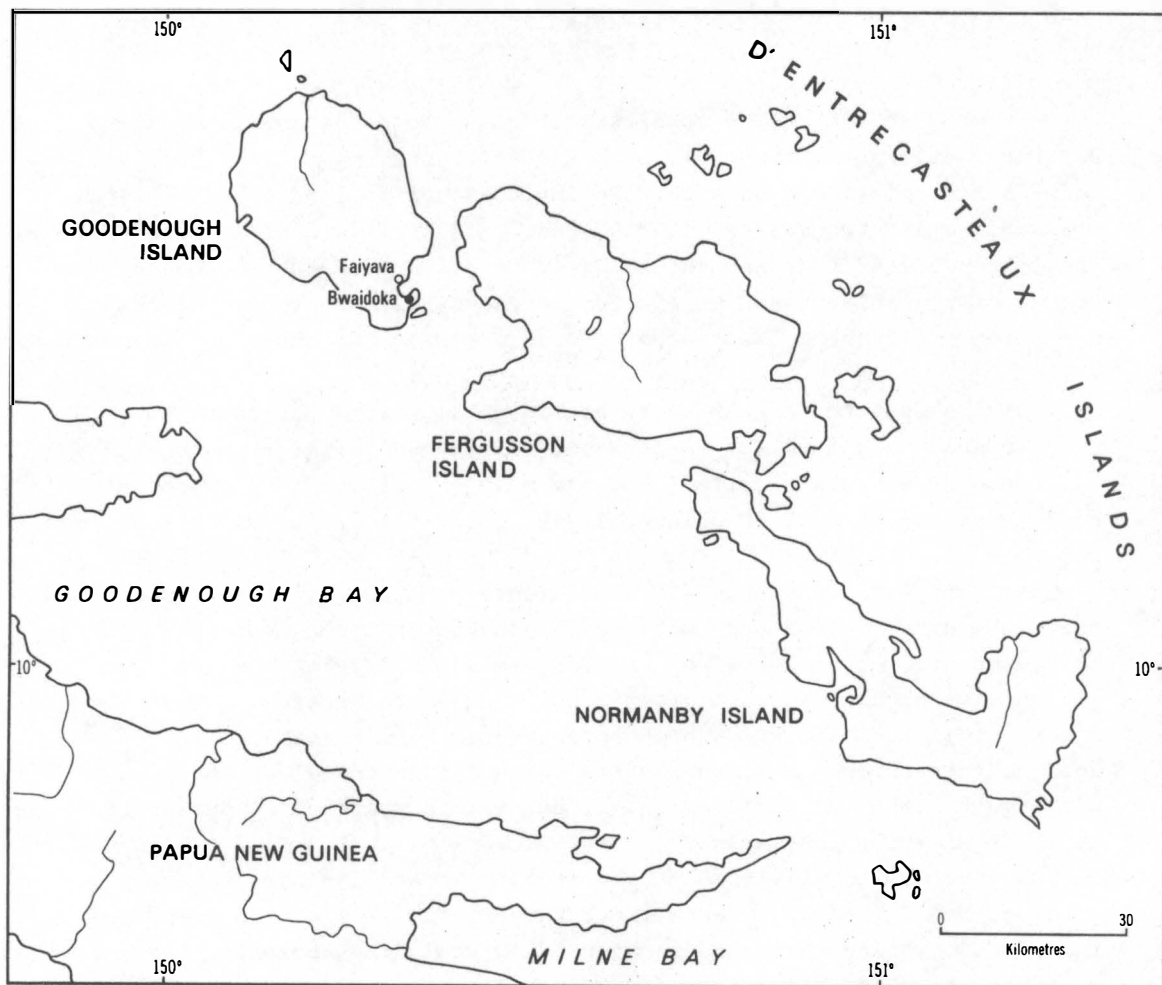 150°
151°
D'ENTRECASTEAUX
ISLANDS
GOODENOUGH
ISLAND
Faiyava
Bwaidoka
FERGUSSON
ISLAND
GOODENOUGH BAY
10°
10°
NORMANBY ISLAND
PAPUA NEW GUINEA
0 30
Kilometres
MILNE BAY
150°
151°